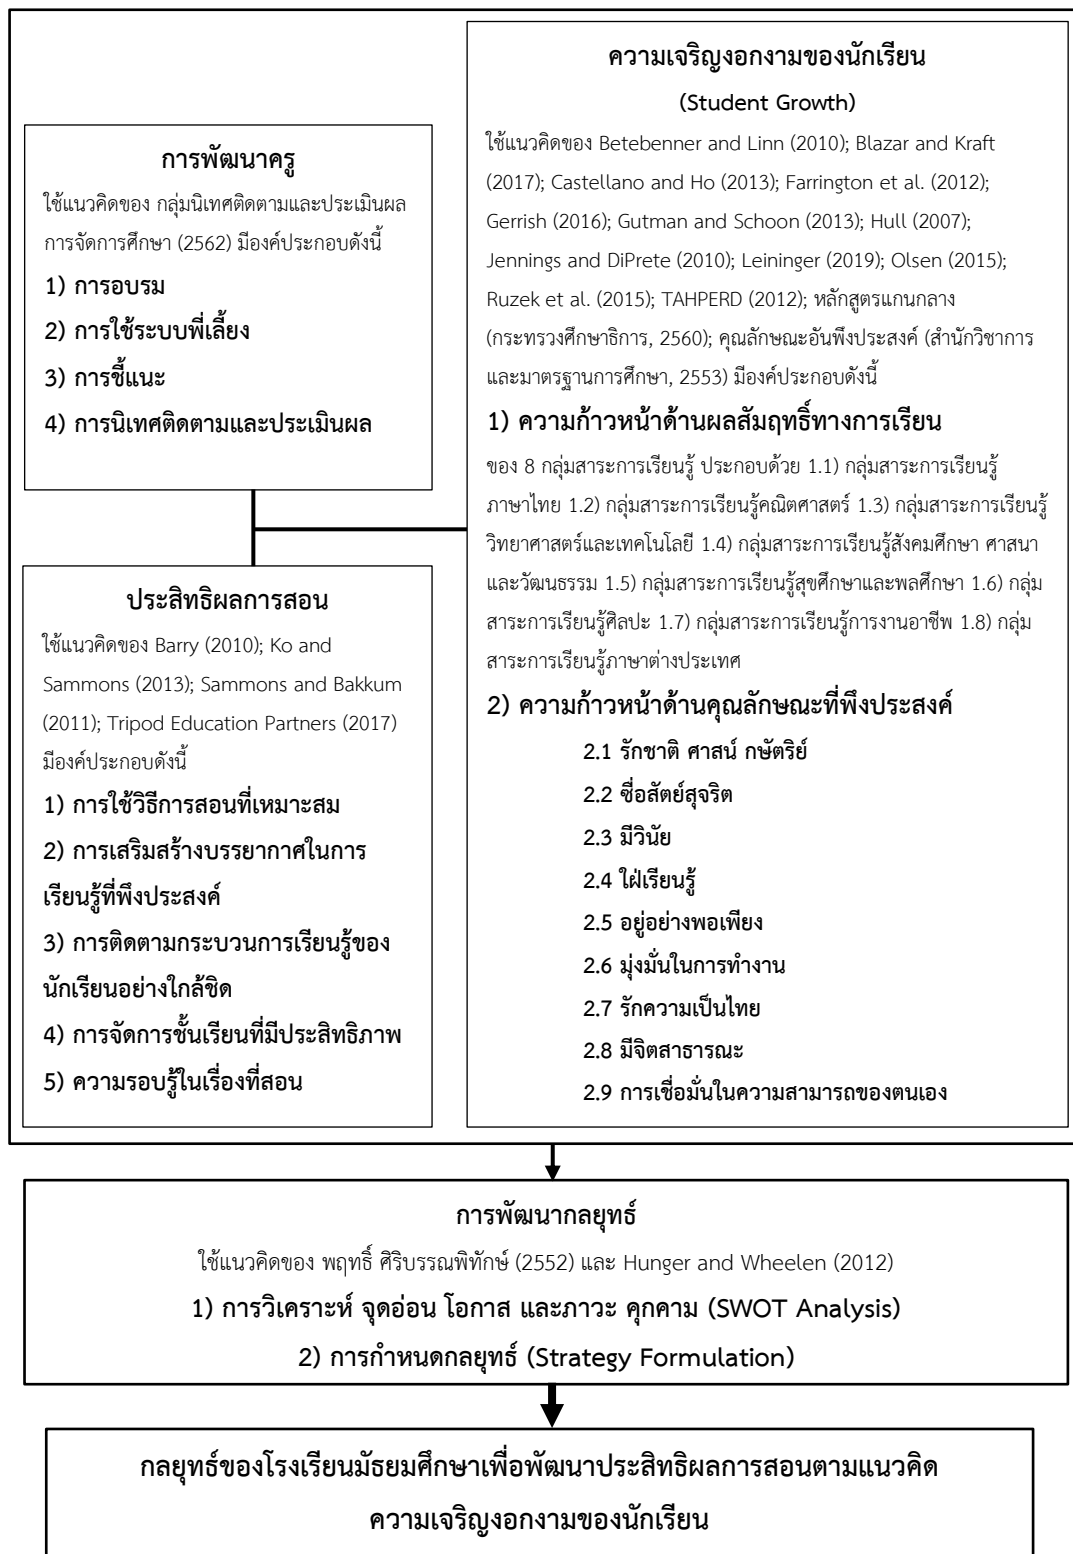 การพัฒนาครู
ใช้แนวคิดของ กลุ่มนิเทศติดตามและประเมินผล
การจัดการศึกษา (2562) มีองค์ประกอบดังนี้
1) การอบรม
2) การใช้ระบบพี่เลี้ยง
3) การชี้แนะ
4) การนิเทศติดตามและประเมินผล
ประสิทธิผลการสอน
ใช้แนวคิดของ Barry (2010); Ko and
Sammons (2013); Sammons and Bakkum
(2011); Tripod Education Partners (2017)
มีองค์ประกอบดังนี้
1) การใช้วิธีการสอนที่เหมาะสม
2) การเสริมสร้างบรรยากาศในการ
เรียนรู้ที่พึงประสงค์
3) การติดตามกระบวนการเรียนรู้ของ
นักเรียนอย่างใกล้ชิด
4) การจัดการชั้นเรียนที่มีประสิทธิภาพ
5) ความรอบรู้ในเรื่องที่สอน
ความเจริญงอกงามของนักเรียน
(Student Growth)
ใช้แนวคิดของ Betebenner and Linn (2010); Blazar and Kraft
(2017); Castellano and Ho (2013); Farrington et al. (2012);
Gerrish (2016); Gutman and Schoon (2013); Hull (2007);
Jennings and DiPrete (2010); Leininger (2019); Olsen (2015);
Ruzek et al. (2015); TAHPERD (2012); หลักสูตรแกนกลาง
(กระทรวงศึกษาธิการ, 2560); คุณลักษณะอันพึงประสงค์ (สำนักวิชาการ
และมาตรฐานการศึกษา, 2553) มีองค์ประกอบดังนี้
1) ความก้าวหน้าด้านผลสัมฤทธิ์ทางการเรียน
ของ 8 กลุ่มสาระการเรียนรู้ ประกอบด้วย 1.1) กลุ่มสาระการเรียนรู้
ภาษาไทย 1.2) กลุ่มสาระการเรียนรู้คณิตศาสตร์ 1.3) กลุ่มสาระการเรียนรู้
วิทยาศาสตร์และเทคโนโลยี 1.4) กลุ่มสาระการเรียนรู้สังคมศึกษา ศาสนา
และวัฒนธรรม 1.5) กลุ่มสาระการเรียนรู้สุขศึกษาและพลศึกษา 1.6) กลุ่ม
สาระการเรียนรู้ศิลปะ 1.7) กลุ่มสาระการเรียนรู้การงานอาชีพ 1.8) กลุ่ม
สาระการเรียนรู้ภาษาต่างประเทศ
2) ความก้าวหน้าด้านคุณลักษณะที่พึงประสงค์
2.1 รักชาติ ศาสน์ กษัตริย์
2.2 ซื่อสัตย์สุจริต
2.3 มีวินัย
2.4 ใฝ่เรียนรู้
2.5 อยู่อย่างพอเพียง
2.6 มุ่งมั่นในการทำงาน
2.7 รักความเป็นไทย
2.8 มีจิตสาธารณะ
2.9 การเชื่อมั่นในความสามารถของตนเอง
การพัฒนากลยุทธ์
ใช้แนวคิดของ พฤทธิ์ ศิริบรรณพิทักษ์ (2552) และ Hunger and Wheelen (2012)
1) การวิเคราะห์ จุดอ่อน โอกาส และภาวะ คุกคาม (SWOT Analysis)
2) การกำหนดกลยุทธ์ (Strategy Formulation)
กลยุทธ์ของโรงเรียนมัธยมศึกษาเพื่อพัฒนาประสิทธิผลการสอนตามแนวคิด
ความเจริญงอกงามของนักเรียน